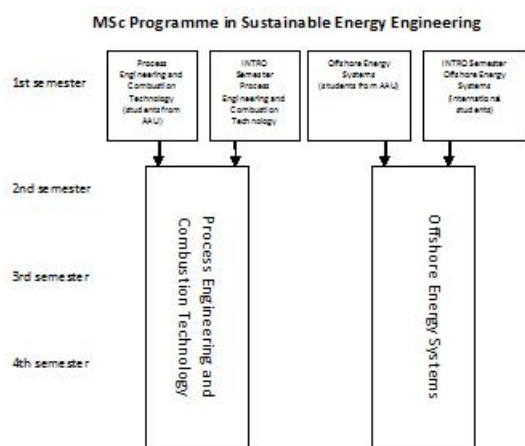 MSc Programme in Sustainable Energy Engineering
1st semester
Process
Engineering and
Combustion
Technology
(students from
AAU)
INTRO
Semester
Process
Engineering and
Combustion
Technology
Offshore Energy
Systems
(students from AAU)
INTRO Semester
Offshore Energy
Systems
(international
students)
2nd semester
3rd semester
4th semester
Process Engineering and
Combustion Technology
Offshore Energy Systems